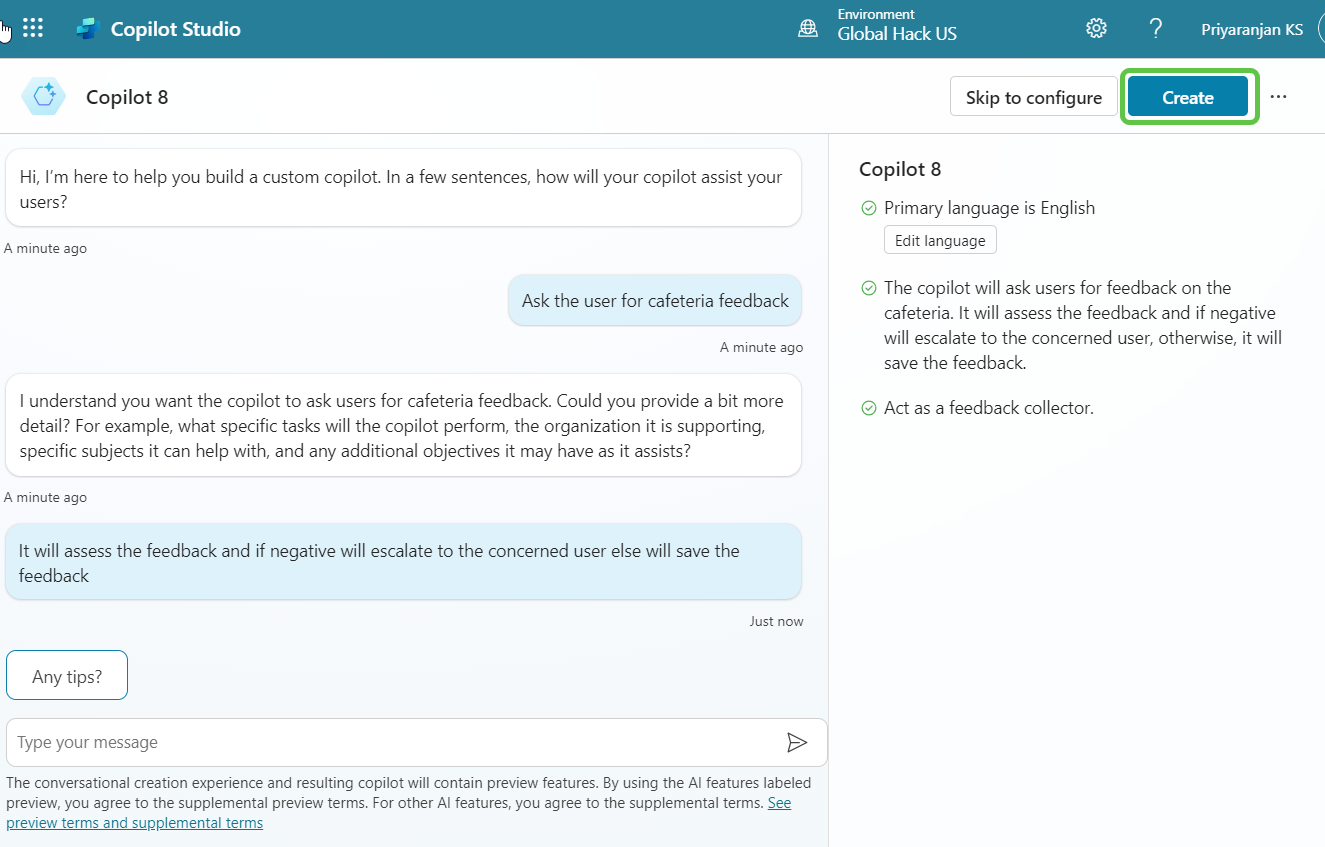 Copilot Studio
Environment
Global Hack US
?
Priyaranjan KS
Copilot 8
Skip to configure
Create
...
Hi, I’m here to help you build a custom copilot. In a few sentences, how will your copilot assist your
users?
A minute ago
Ask the user for cafeteria feedback
A minute ago
I understand you want the copilot to ask users for cafeteria feedback. Could you provide a bit more
detail? For example, what specific tasks will the copilot perform, the organization it is supporting,
specific subjects it can help with, and any additional objectives it may have as it assists?
A minute ago
It will assess the feedback and if negative will escalate to the concerned user else will save the
feedback
Just now
Any tips?
Type your message
The conversational creation experience and resulting copilot will contain preview features. By using the AI features labeled
preview, you agree to the supplemental preview terms. For other AI features, you agree to the supplemental terms. See
preview terms and supplemental terms
Copilot 8
Primary language is English
Edit language
The copilot will ask users for feedback on the
cafeteria. It will assess the feedback and if negative
will escalate to the concerned user, otherwise, it will
save the feedback.
Act as a feedback collector.